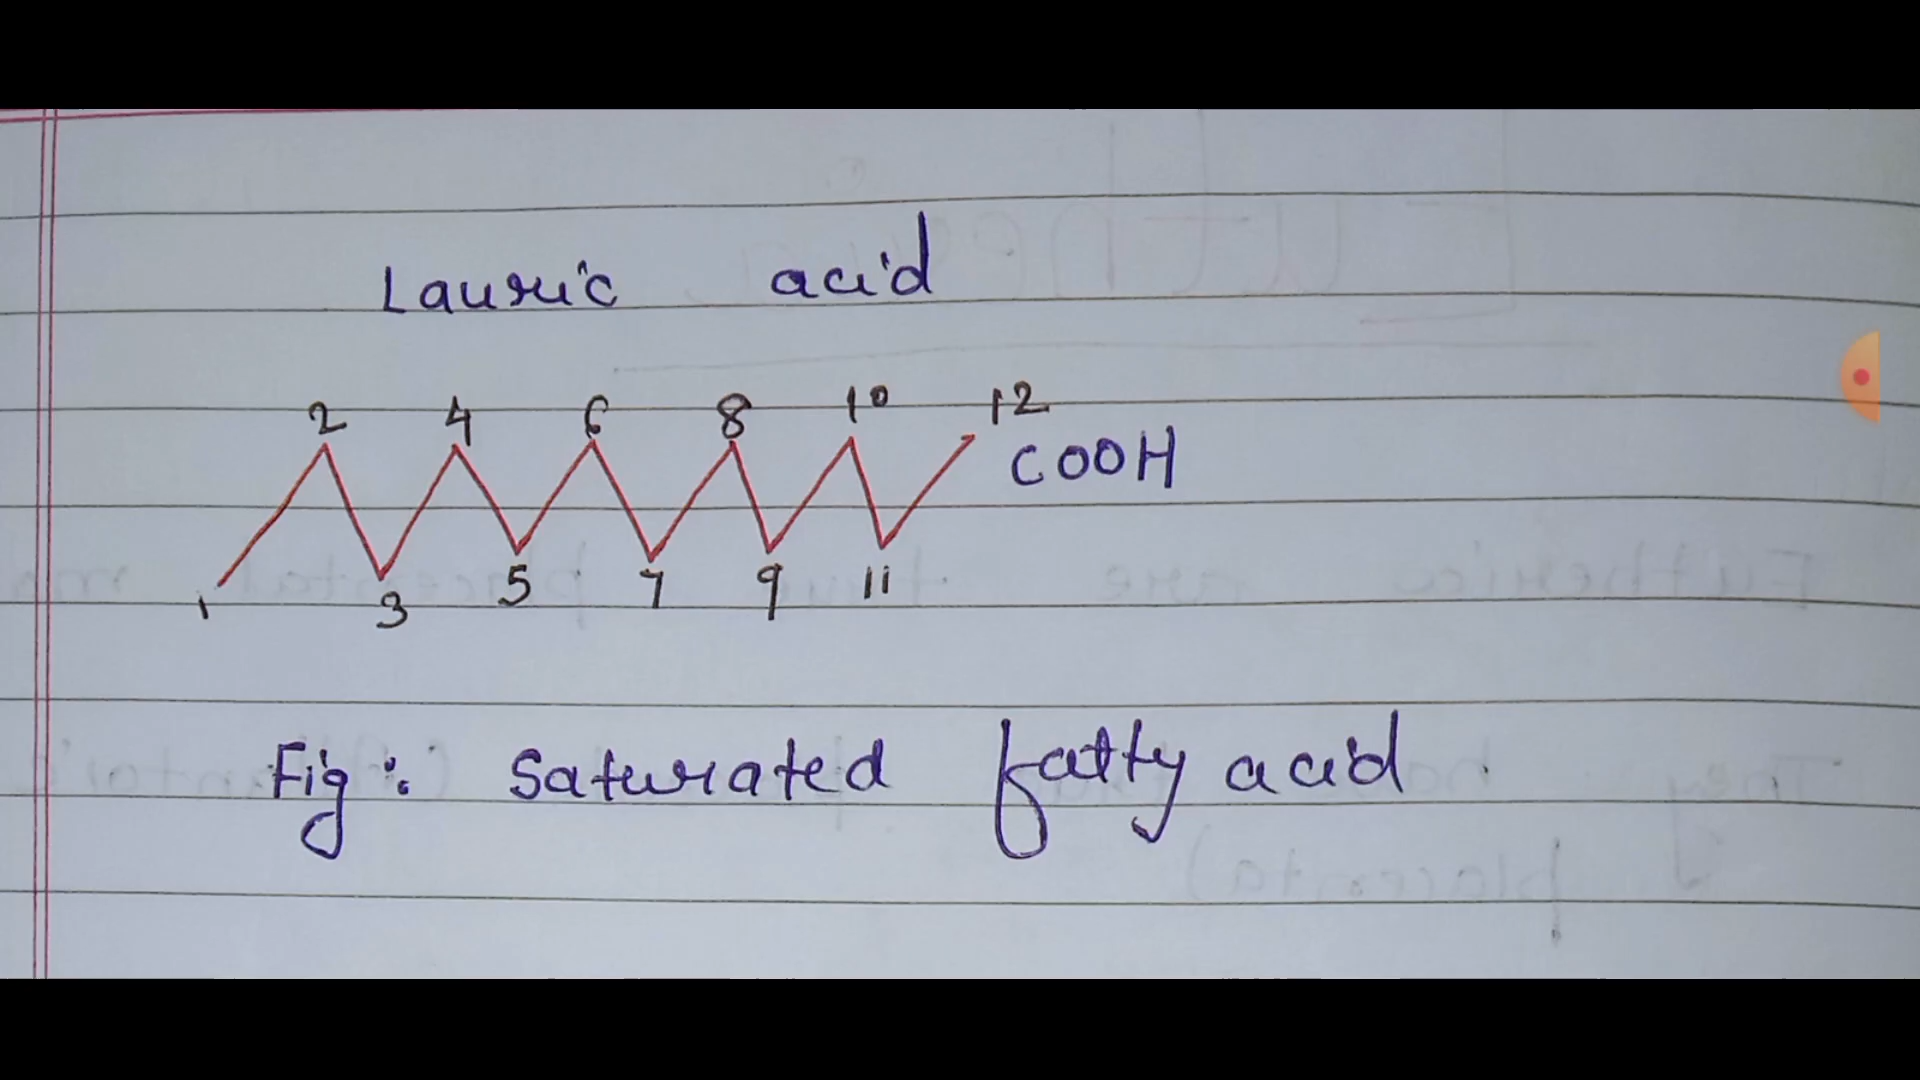 Lauric acid
2 4 6 8 10 12
COOH
1 3 5 7 9 11
Fig: Saturated fatty acid